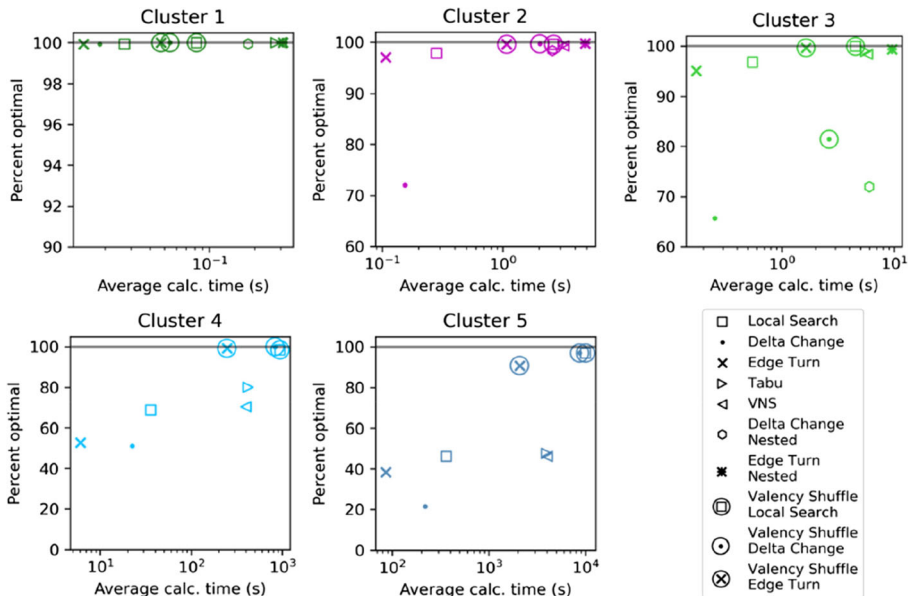 Cluster 1
Percent optimal
100
98
96
94
92
90
10⁻¹
Average calc. time (s)
Cluster 2
Percent optimal
100
90
80
70
60
10⁻¹
10⁰
Average calc. time (s)
Cluster 3
Percent optimal
100
90
80
70
60
10⁰
10¹
Average calc. time (s)
Cluster 4
Percent optimal
100
80
60
40
20
0
10¹
10²
10³
Average calc. time (s)
Cluster 5
Percent optimal
100
80
60
40
20
0
10²
10³
10⁴
Average calc. time (s)
Local Search
Delta Change
Edge Turn
Tabu
VNS
Delta Change
Nested
Edge Turn
Nested
Valency Shuffle
Local Search
Valency Shuffle
Delta Change
Valency Shuffle
Edge Turn